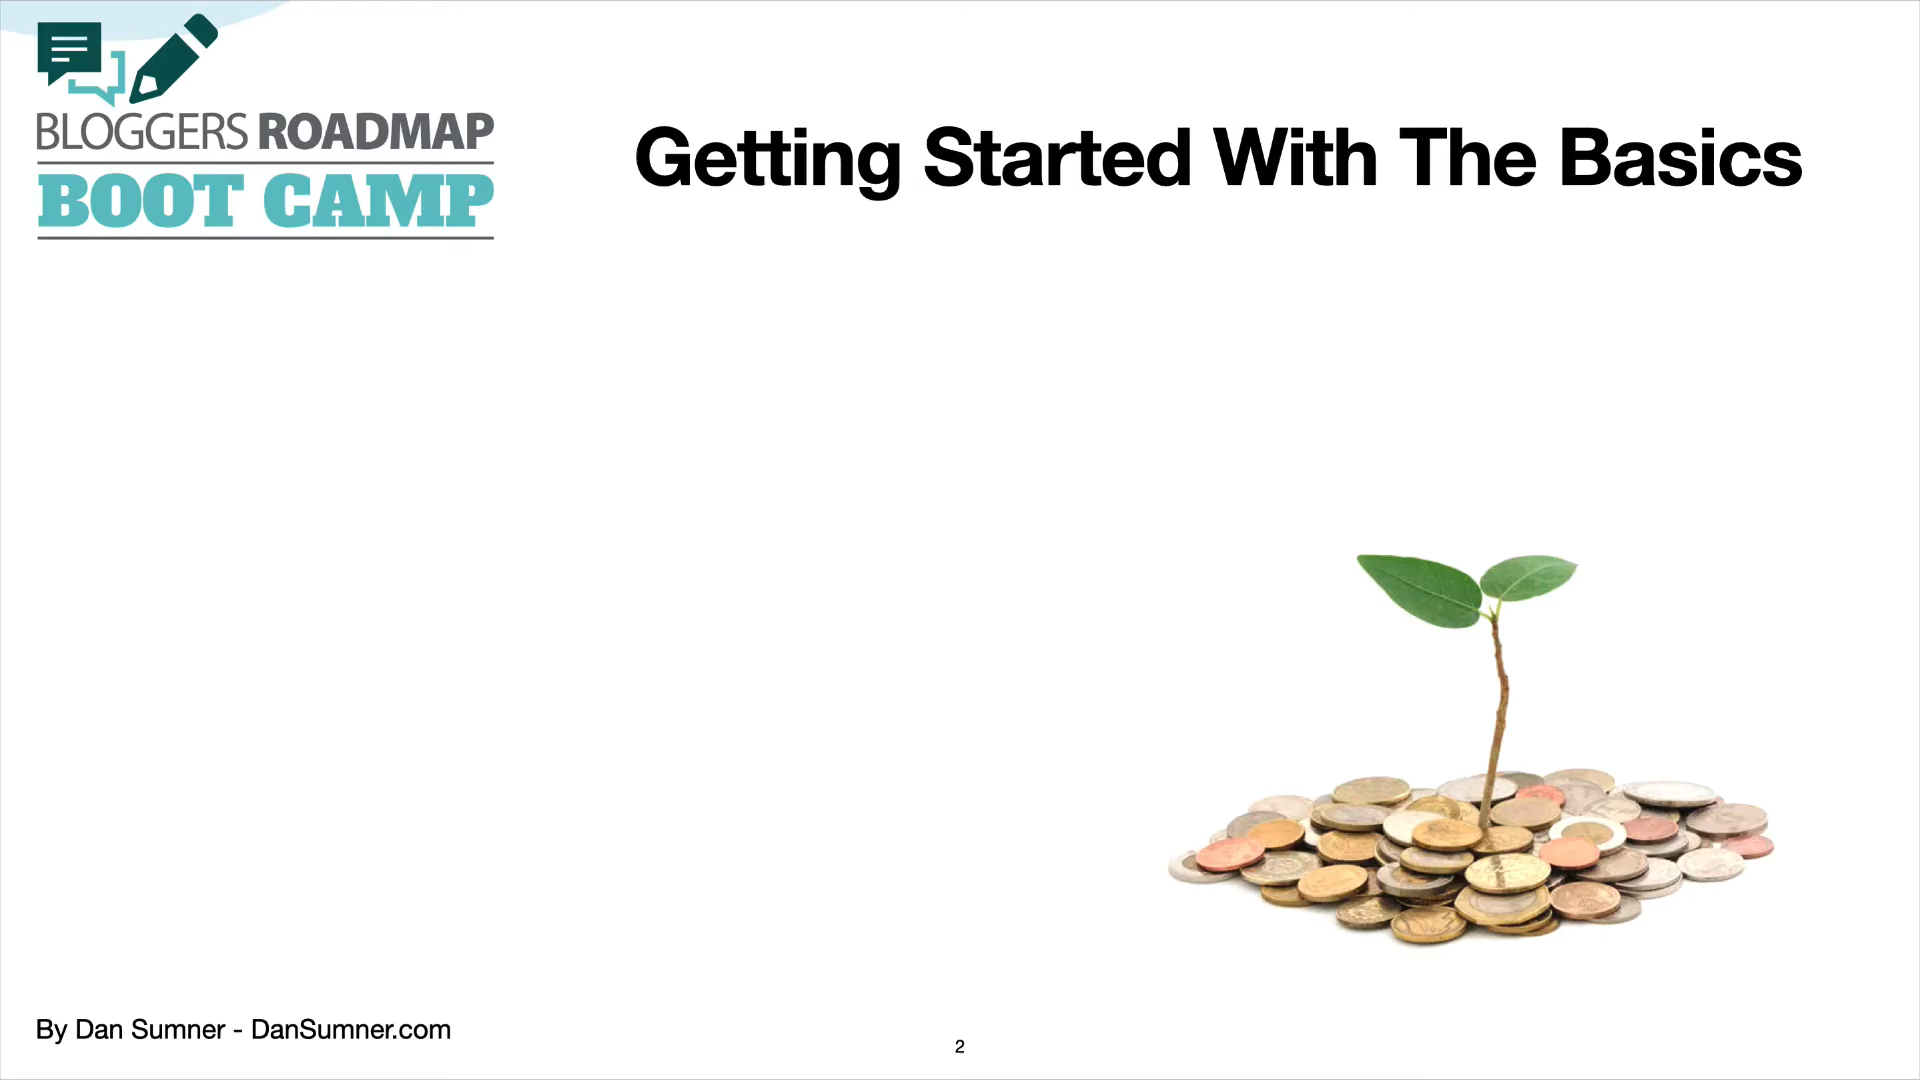 BLOGGERS ROADMAP
BOOT CAMP
Getting Started With The Basics
By Dan Sumner - DanSumner.com
2